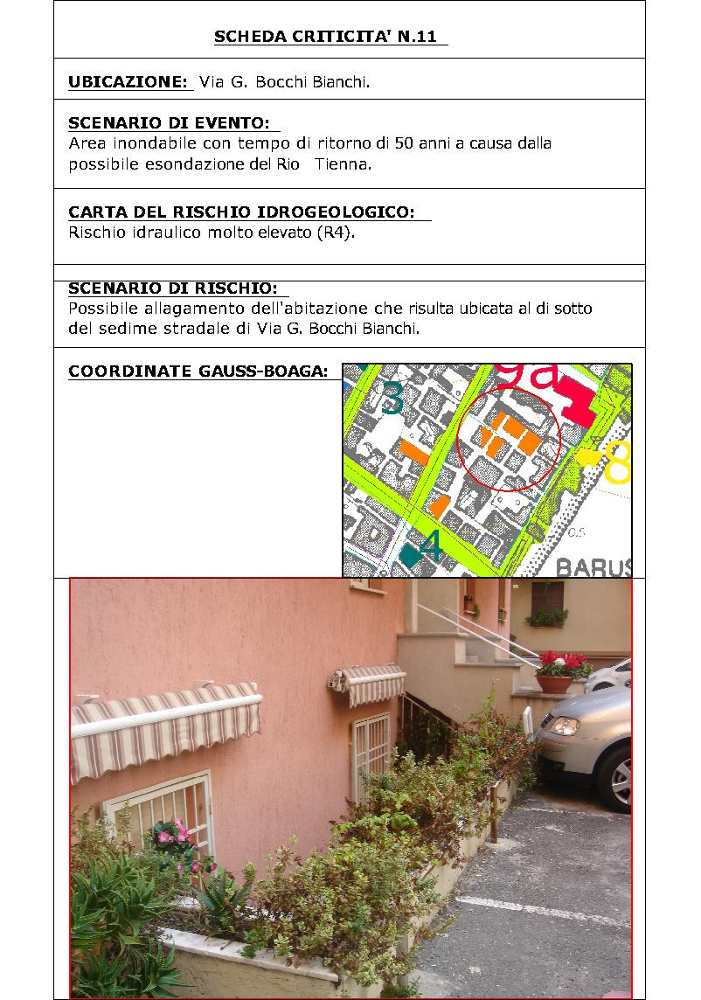 SCHEDA CRITICITA' N.11
UBICAZIONE: Via G. Bocchi Bianchi.
SCENARIO DI EVENTO:
Area inondabile con tempo di ritorno di 50 anni a causa dalla
possibile esondazione del Rio Tienna.
CARTA DEL RISCHIO IDROGEOLOGICO:
Rischio idraulico molto elevato (R4).
SCENARIO DI RISCHIO:
Possibile allagamento dell'abitazione che risulta ubicata al di sotto
del sedime stradale di Via G. Bocchi Bianchi.
COORDINATE GAUSS-BOAGA:
9a
3
8
4
BARUS